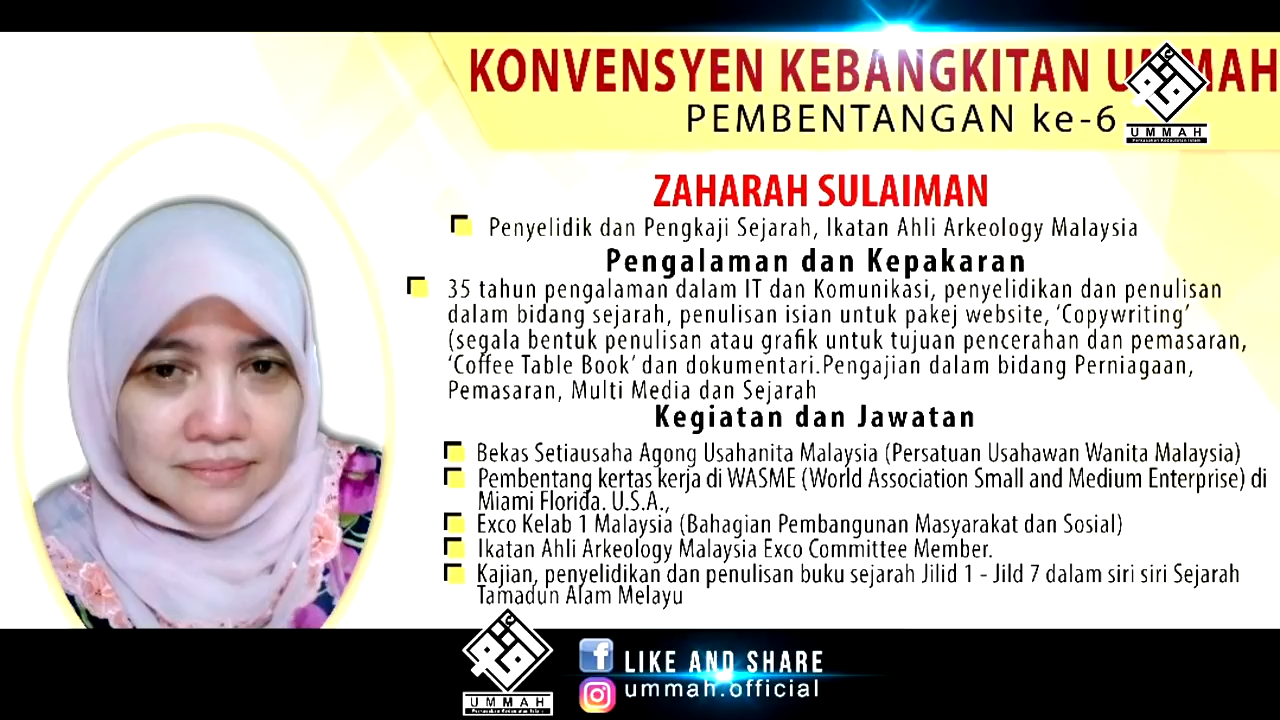 KONVENSYEN KEBANGKITAN UMMAH
PEMBENTANGAN ke-6
UMMAH
ZAHARAH SULAIMAN
Penyelidik dan Pengkaji Sejarah, Ikatan Ahli Arkeology Malaysia
Pengalaman dan Kepakaran
35 tahun pengalaman dalam IT dan Komunikasi, penyelidikan dan penulisan
dalam bidang sejarah, penulisan isian untuk pakej website, ‘Copywriting’
(segala bentuk penulisan atau grafik untuk tujuan pencerahan dan pemasaran,
‘Coffee Table Book’ dan dokumentari.Pengajian dalam bidang Perniagaan,
Pemasaran, Multi Media dan Sejarah
Kegiatan dan Jawatan
Bekas Setiausaha Agong Usahanita Malaysia (Persatuan Usahawan Wanita Malaysia)
Pembentang kertas kerja di WASME (World Association Small and Medium Enterprise) di
Miami Florida. U.S.A.,
Exco Kelab 1 Malaysia (Bahagian Pembangunan Masyarakat dan Sosial)
Ikatan Ahli Arkeology Malaysia Exco Committee Member.
Kajian, penyelidikan dan penulisan buku sejarah Jilid 1 - Jild 7 dalam siri siri Sejarah
Tamadun Alam Melayu
UMMAH
LIKE AND SHARE
ummah.official